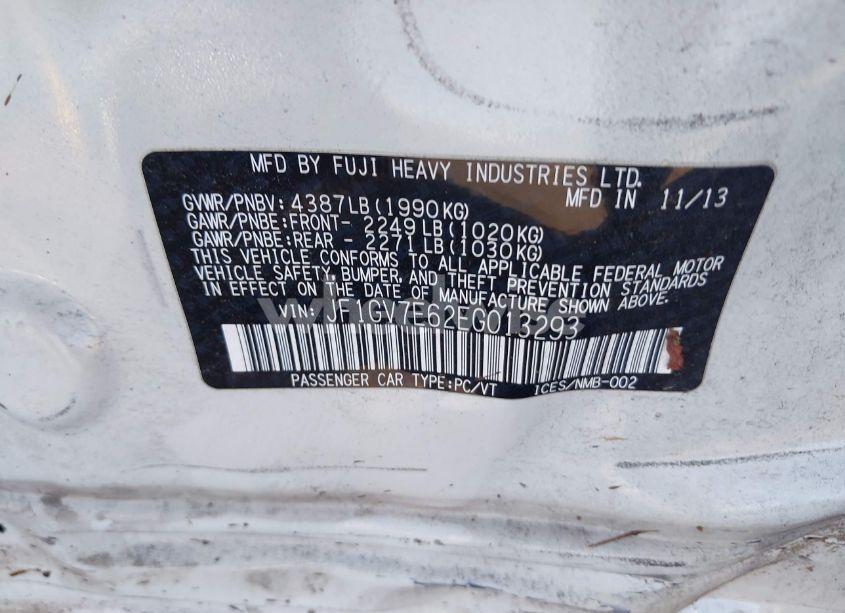 MFD BY FUJI HEAVY INDUSTRIES LTD.
GVWR/PNBV: 4387LB(1990KG) MFD IN 11/13
GAWR/PNBE:FRONT- 2249LB(1020KG)
GAWR/PNBE:REAR - 2271LB(1030KG)
THIS VEHICLE CONFORMS TO ALL APPLICABLE FEDERAL MOTOR
VEHICLE SAFETY, BUMPER, AND THEFT PREVENTION STANDARDS
IN EFFECT ON THE DATE OF MANUFACTURE SHOWN ABOVE.
VIN: JF1GV7E62EG013293
PASSENGER CAR TYPE:PC/VT ICES/NMB-002